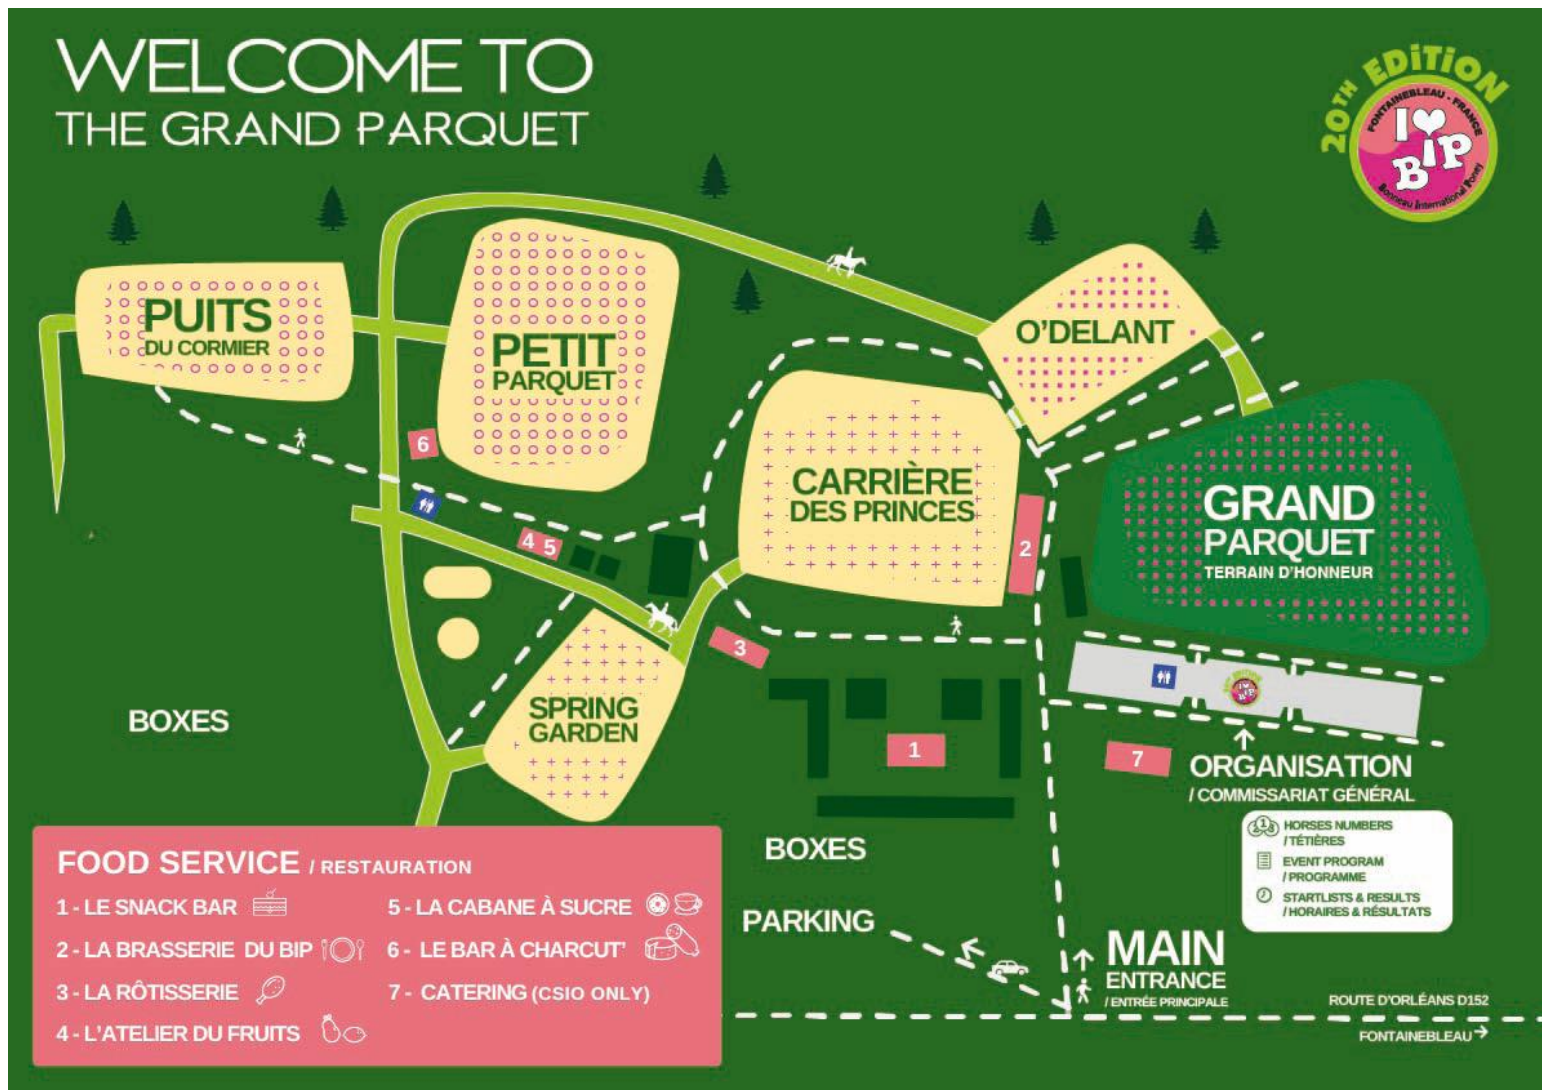 WELCOME TO
THE GRAND PARQUET
20TH EDITION
FONTAINEBLEAU - FRANCE
I
BIP
Bonneau International Poney
PUITS
DU CORMIER
PETIT
PARQUET
O'DELANT
CARRIÈRE
DES PRINCES
GRAND
PARQUET
TERRAIN D'HONNEUR
6
4 5
2
3
SPRING
GARDEN
BOXES
1
7
ORGANISATION
/ COMMISSARIAT GÉNÉRAL
HORSES NUMBERS
/ TÉTIÈRES
EVENT PROGRAM
/ PROGRAMME
STARTLISTS & RESULTS
/ HORAIRES & RÉSULTATS
BOXES
PARKING
MAIN
ENTRANCE
/ ENTRÉE PRINCIPALE
ROUTE D'ORLÉANS D152
FONTAINEBLEAU
FOOD SERVICE / RESTAURATION
1 - LE SNACK BAR
2 - LA BRASSERIE DU BIP
3 - LA RÔTISSERIE
4 - L'ATELIER DU FRUITS
5 - LA CABANE À SUCRE
6 - LE BAR À CHARCUT'
7 - CATERING (CSIO ONLY)